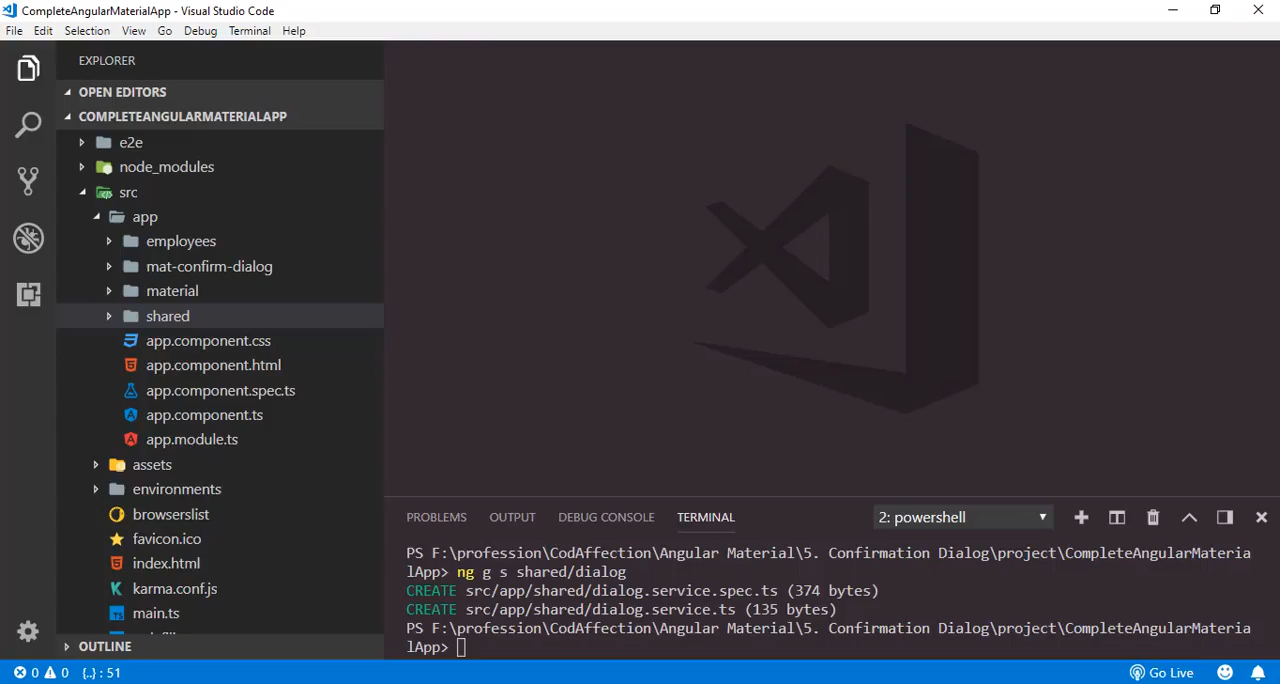 CompleteAngularMaterialApp - Visual Studio Code
File Edit Selection View Go Debug Terminal Help
EXPLORER
OPEN EDITORS
COMPLETEANGULARMATERIALAPP
e2e
node_modules
src
app
employees
mat-confirm-dialog
material
shared
app.component.css
app.component.html
app.component.spec.ts
app.component.ts
app.module.ts
assets
environments
browserslist
favicon.ico
index.html
karma.conf.js
main.ts
OUTLINE
PROBLEMS OUTPUT DEBUG CONSOLE TERMINAL 2: powershell
PS F:\profession\CodAffection\Angular Material\5. Confirmation Dialog\project\CompleteAngularMateria
lApp> ng g s shared/dialog
CREATE src/app/shared/dialog.service.spec.ts (374 bytes)
CREATE src/app/shared/dialog.service.ts (135 bytes)
PS F:\profession\CodAffection\Angular Material\5. Confirmation Dialog\project\CompleteAngularMateria
lApp>
0 0 {..} : 51 Go Live